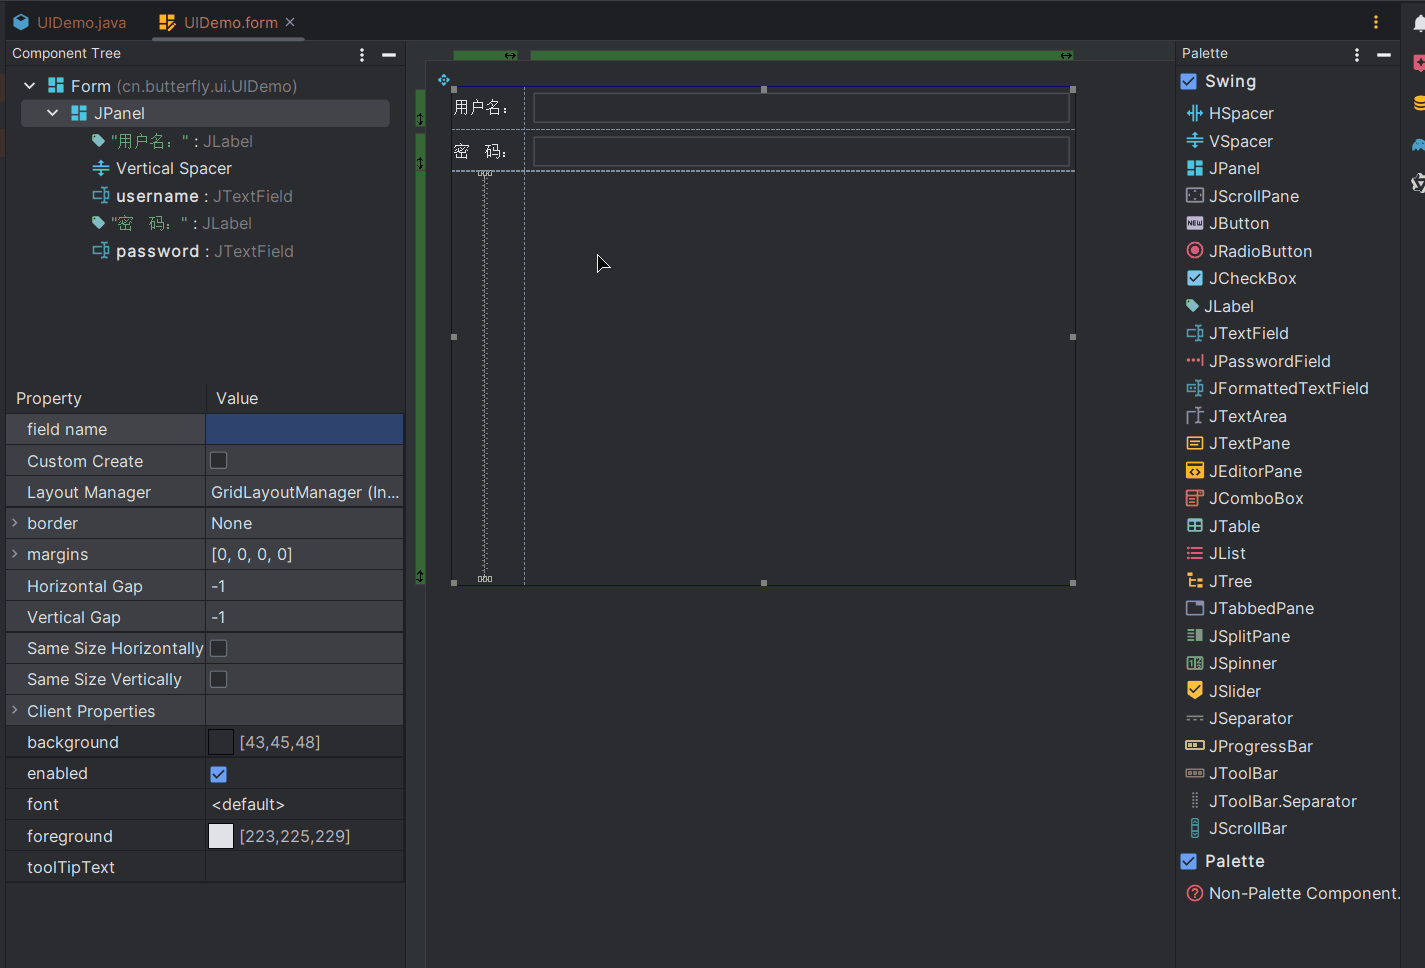 UIDemo.java
UIDemo.form
Component Tree
Form (cn.butterfly.ui.UIDemo)
JPanel
"用户名：" : JLabel
Vertical Spacer
username : JTextField
"密 码：" : JLabel
password : JTextField
Property Value
field name
Custom Create
Layout Manager GridLayoutManager (In...
border None
margins [0, 0, 0, 0]
Horizontal Gap -1
Vertical Gap -1
Same Size Horizontally
Same Size Vertically
Client Properties
background [43,45,48]
enabled
font <default>
foreground [223,225,229]
toolTipText
用户名：
密 码：
Palette
Swing
HSpacer
VSpacer
JPanel
JScrollPane
NEW JButton
JRadioButton
JCheckBox
JLabel
JTextField
JPasswordField
JFormattedTextField
JTextArea
JTextPane
JEditorPane
JComboBox
JTable
JList
JTree
JTabbedPane
JSplitPane
JSpinner
JSlider
JSeparator
JProgressBar
JToolBar
JToolBar.Separator
JScrollBar
Palette
Non-Palette Component.